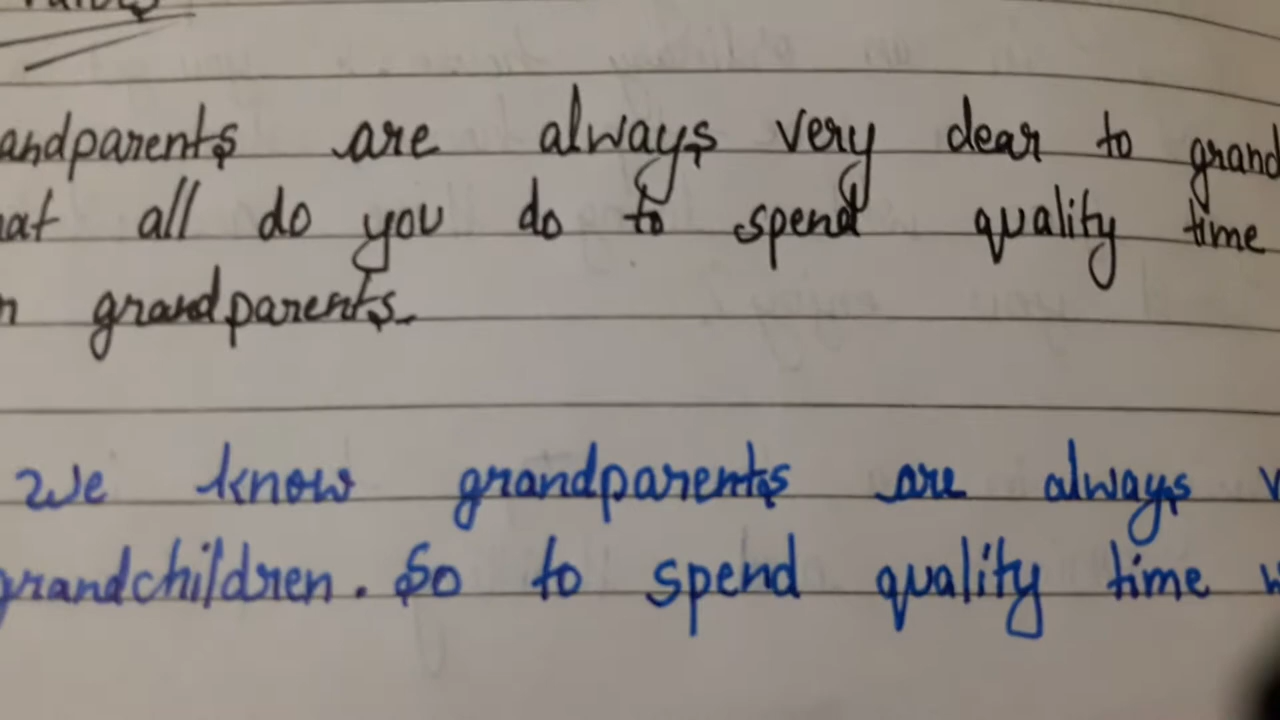 andparents are always very dear to grand
at all do you do to spend quality time
grandparents.
We know grandparents are always
grandchildren. So to spend quality time